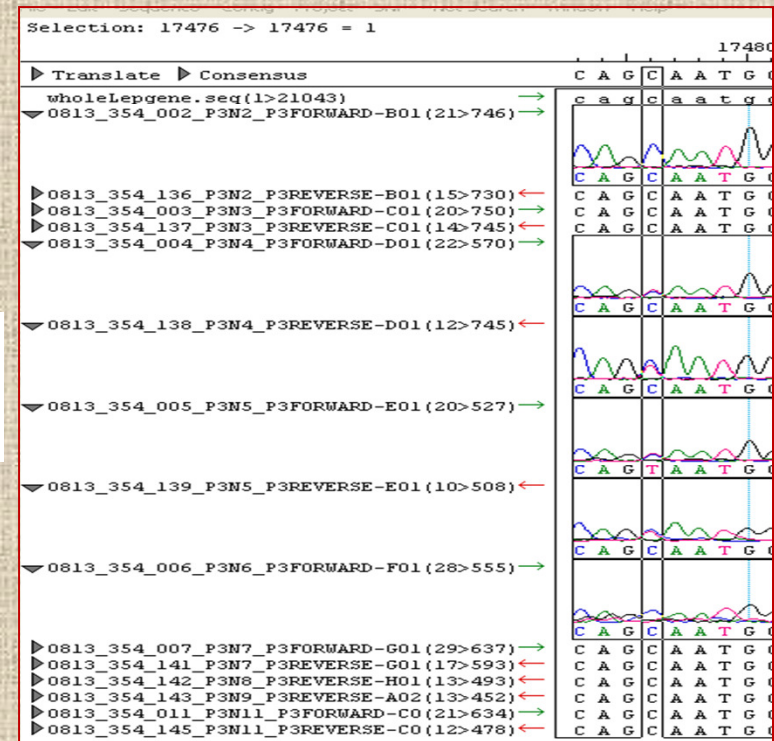 Selection: 17476 -> 17476 = 1
17480
Translate Consensus C A G C A A T G
wholeLepgene.seq(1>21043) → c a g c a a t g
0813_354_002_P3N2_P3FORWARD-B01(21>746) →
C A G C A A T G
0813_354_136_P3N2_P3REVERSE-B01(15>730) ← C A G C A A T G
0813_354_003_P3N3_P3FORWARD-C01(20>750) → C A G C A A T G
0813_354_137_P3N3_P3REVERSE-C01(14>745) ← C A G C A A T G
0813_354_004_P3N4_P3FORWARD-D01(22>570) →
C A G C A A T G
0813_354_138_P3N4_P3REVERSE-D01(12>745) ←
C A G C A A T G
0813_354_005_P3N5_P3FORWARD-E01(20>527) →
C A G T A A T G
0813_354_139_P3N5_P3REVERSE-E01(10>508) ←
C A G C A A T G
0813_354_006_P3N6_P3FORWARD-F01(28>555) →
C A G C A A T G
0813_354_007_P3N7_P3FORWARD-G01(29>637) → C A G C A A T G
0813_354_141_P3N7_P3REVERSE-G01(17>593) ← C A G C A A T G
0813_354_142_P3N8_P3REVERSE-H01(13>493) ← C A G C A A T G
0813_354_143_P3N9_P3REVERSE-A02(13>452) ← C A G C A A T G
0813_354_011_P3N11_P3FORWARD-C0(21>634) → C A G C A A T G
0813_354_145_P3N11_P3REVERSE-C0(12>478) ← C A G C A A T G